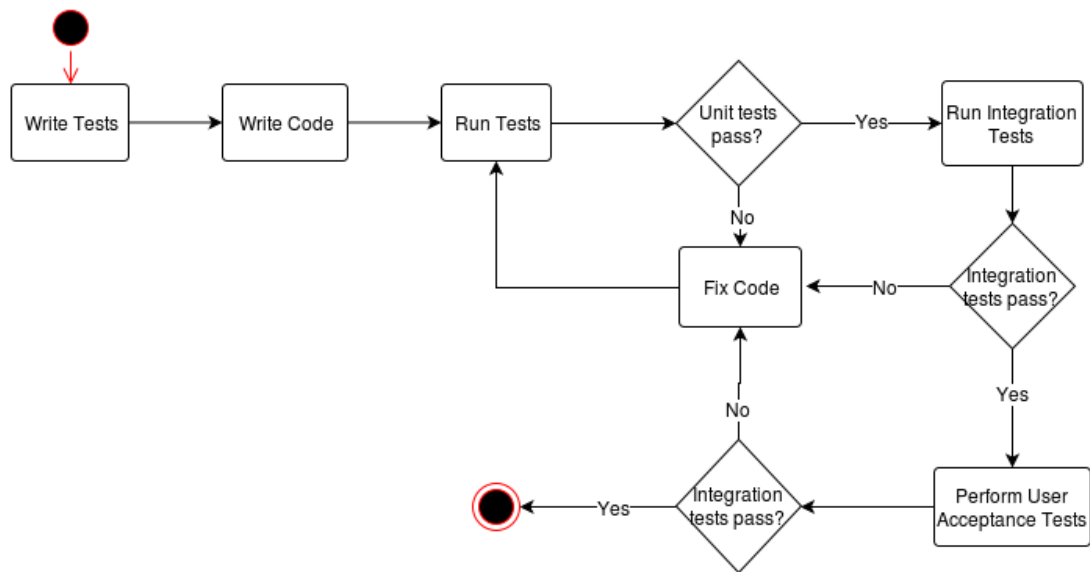 Write Tests
Write Code
Run Tests
Unit tests
pass?
Yes
Run Integration
Tests
No
Fix Code
No
Integration
tests pass?
Yes
No
Integration
tests pass?
Yes
Perform User
Acceptance Tests